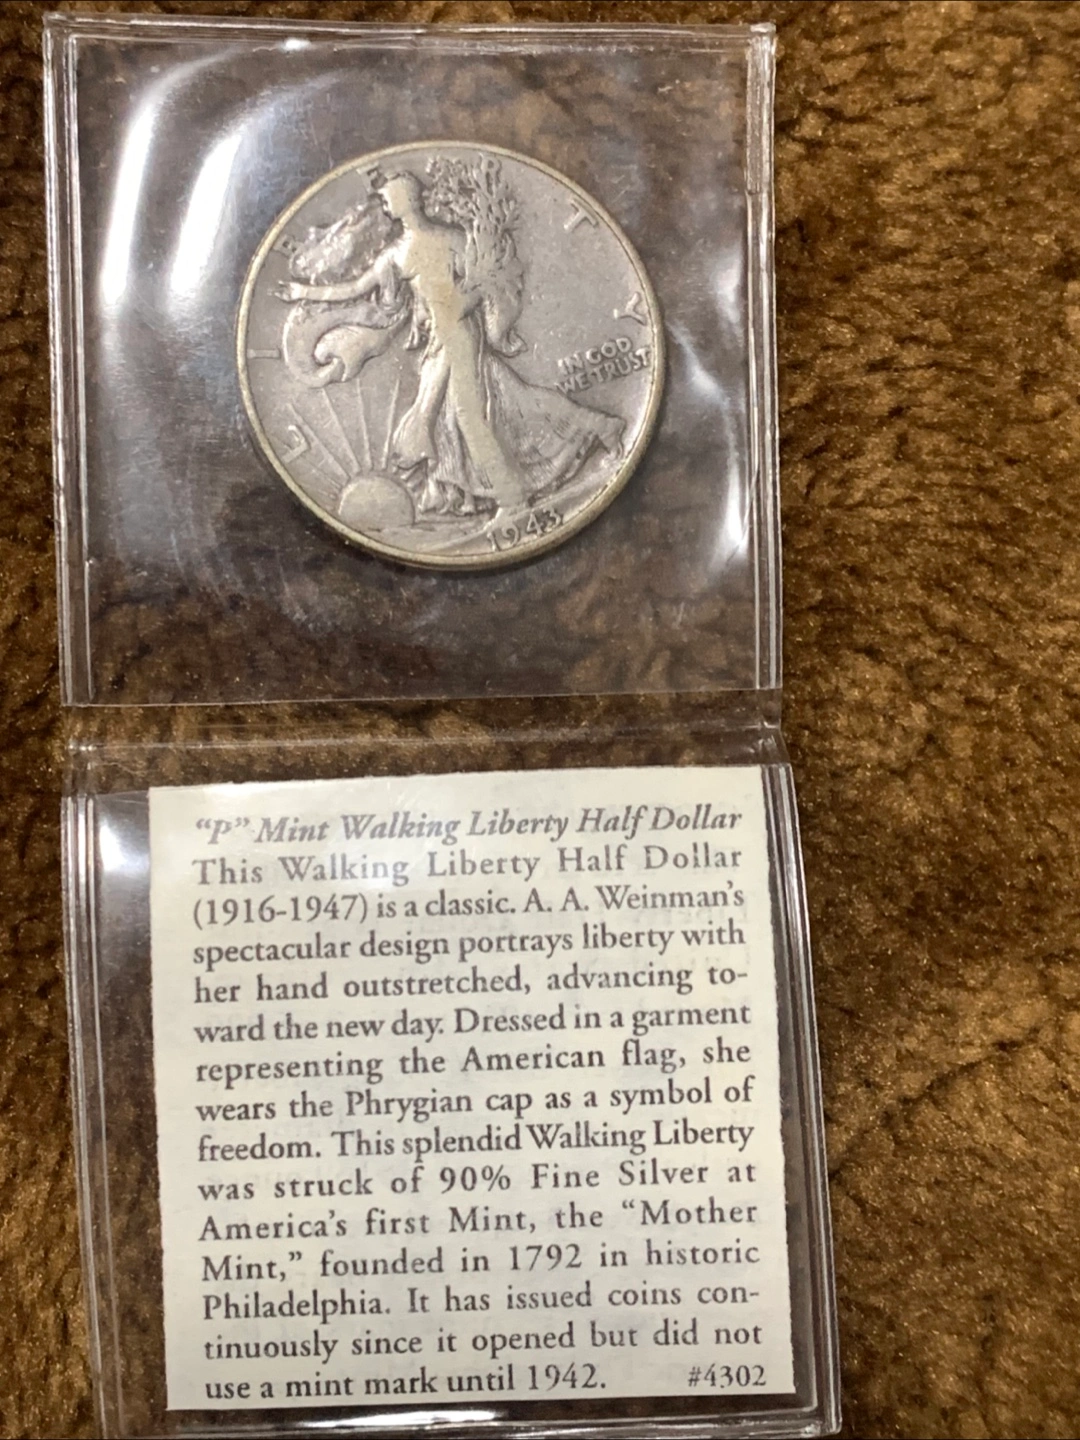 LIBERTY
IN GOD
WE TRUST
1943
“P” Mint Walking Liberty Half Dollar
This Walking Liberty Half Dollar
(1916-1947) is a classic. A. A. Weinman’s
spectacular design portrays liberty with
her hand outstretched, advancing to-
ward the new day. Dressed in a garment
representing the American flag, she
wears the Phrygian cap as a symbol of
freedom. This splendid Walking Liberty
was struck of 90% Fine Silver at
America’s first Mint, the “Mother
Mint,” founded in 1792 in historic
Philadelphia. It has issued coins con-
tinuously since it opened but did not
use a mint mark until 1942. #4302